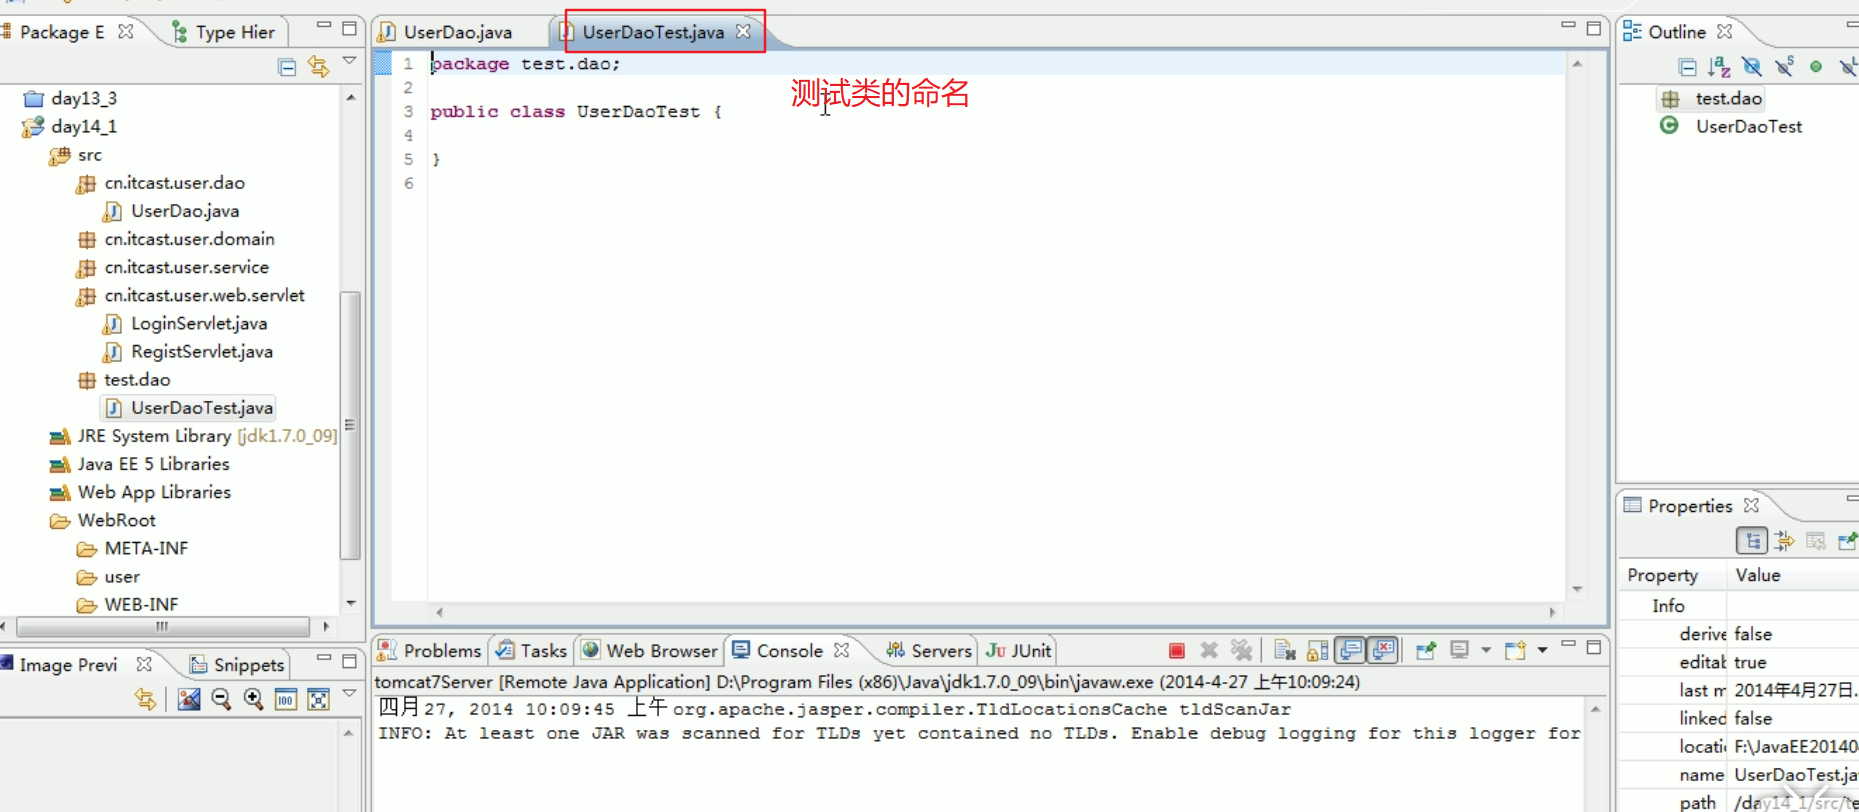 Package E
Type Hier
day13_3
day14_1
src
cn.itcast.user.dao
UserDao.java
cn.itcast.user.domain
cn.itcast.user.service
cn.itcast.user.web.servlet
LoginServlet.java
RegistServlet.java
test.dao
UserDaoTest.java
JRE System Library [jdk1.7.0_09]
Java EE 5 Libraries
Web App Libraries
WebRoot
META-INF
user
WEB-INF
Image Previ
Snippets
100
UserDao.java
UserDaoTest.java
1 package test.dao;
2
3 public class UserDaoTest {
4
5 }
6
测试类的命名
Problems
Tasks
Web Browser
Console
Servers
Ju JUnit
tomcat7Server [Remote Java Application] D:\Program Files (x86)\Java\jdk1.7.0_09\bin\javaw.exe (2014-4-27 上午10:09:24)
四月 27, 2014 10:09:45 上午 org.apache.jasper.compiler.TldLocationsCache tldScanJar
INFO: At least one JAR was scanned for TLDs yet contained no TLDs. Enable debug logging for this logger for
Outline
test.dao
UserDaoTest
Properties
Property Value
Info
derive false
editab true
last m 2014年4月27日
linked false
locati F:\JavaEE20140
name UserDaoTest.ja
path /day14_1/src/te